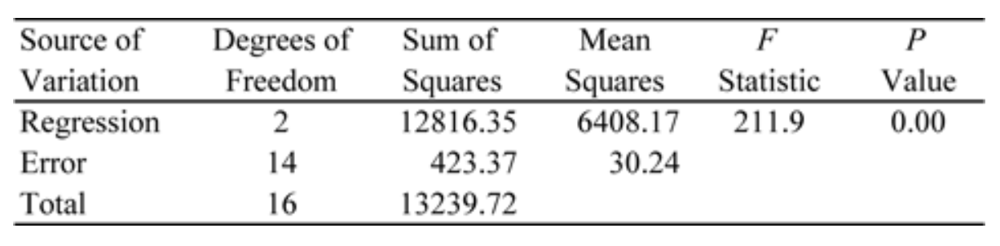 Source of Degrees of Sum of Mean F P
Variation Freedom Squares Squares Statistic Value
Regression 2 12816.35 6408.17 211.9 0.00
Error 14 423.37 30.24
Total 16 13239.72